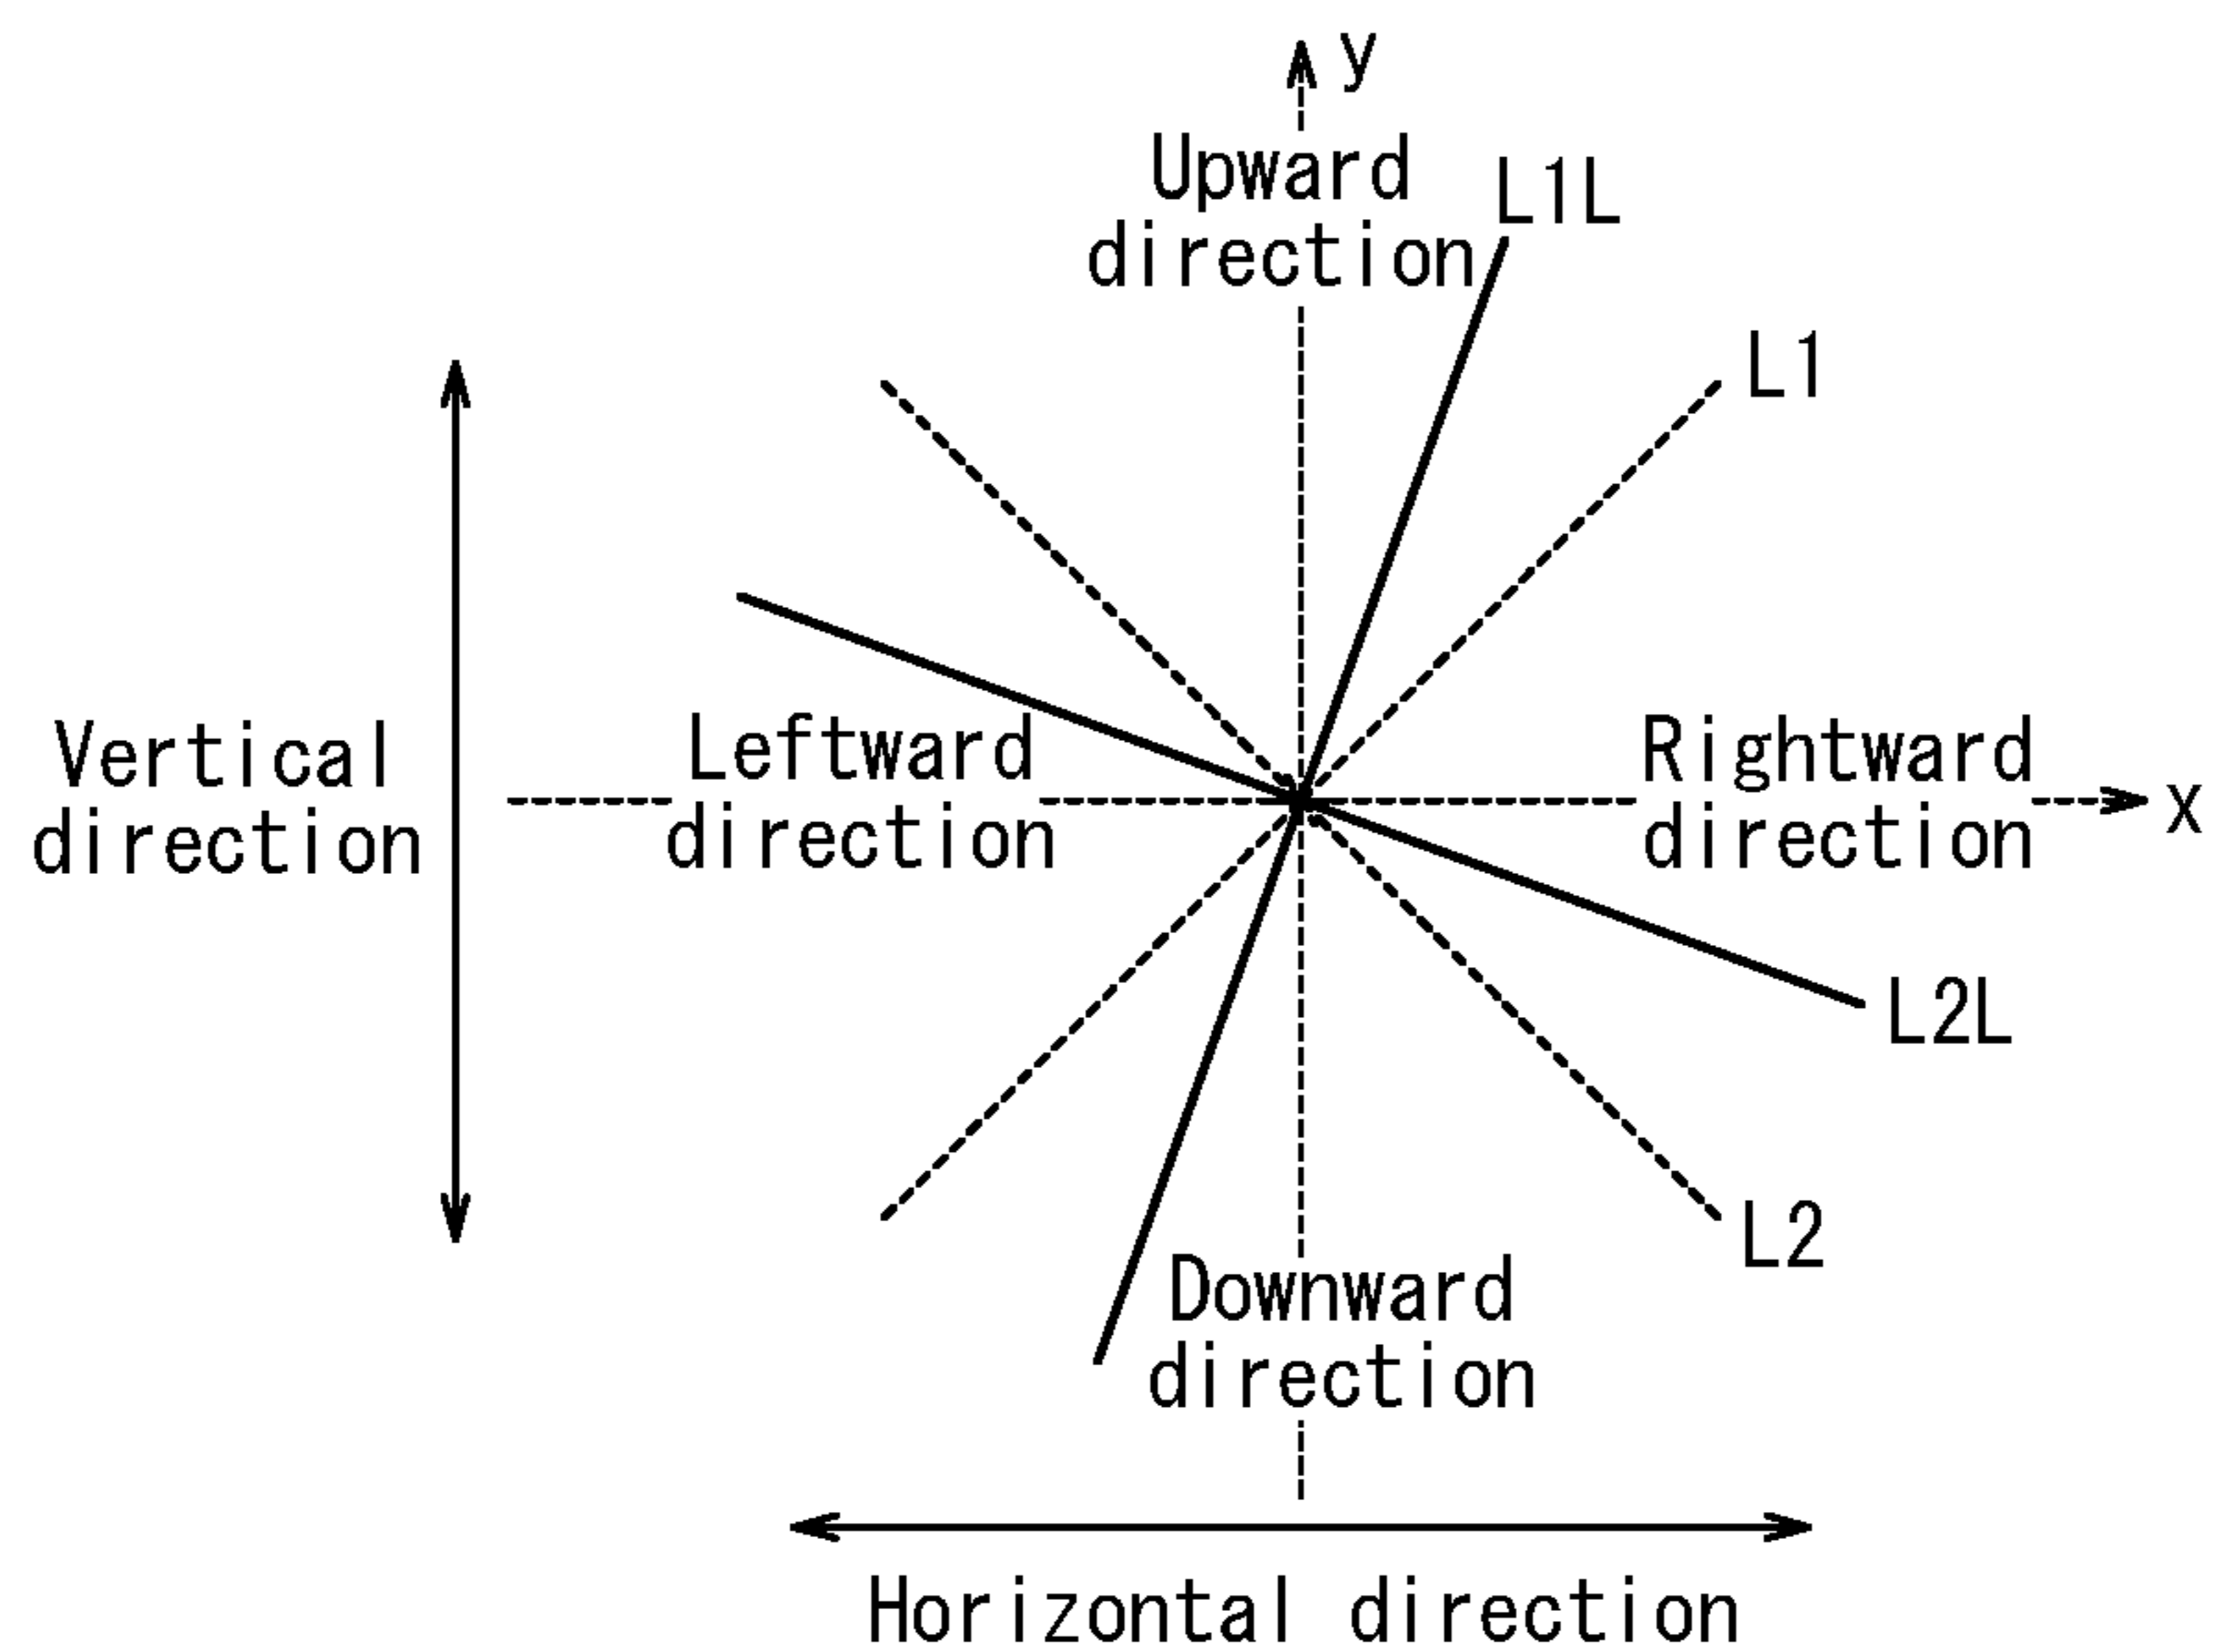 y
Upward
direction
L1L
L1
Vertical
direction
Leftward
direction
Rightward
direction
x
L2L
L2
Downward
direction
Horizontal direction